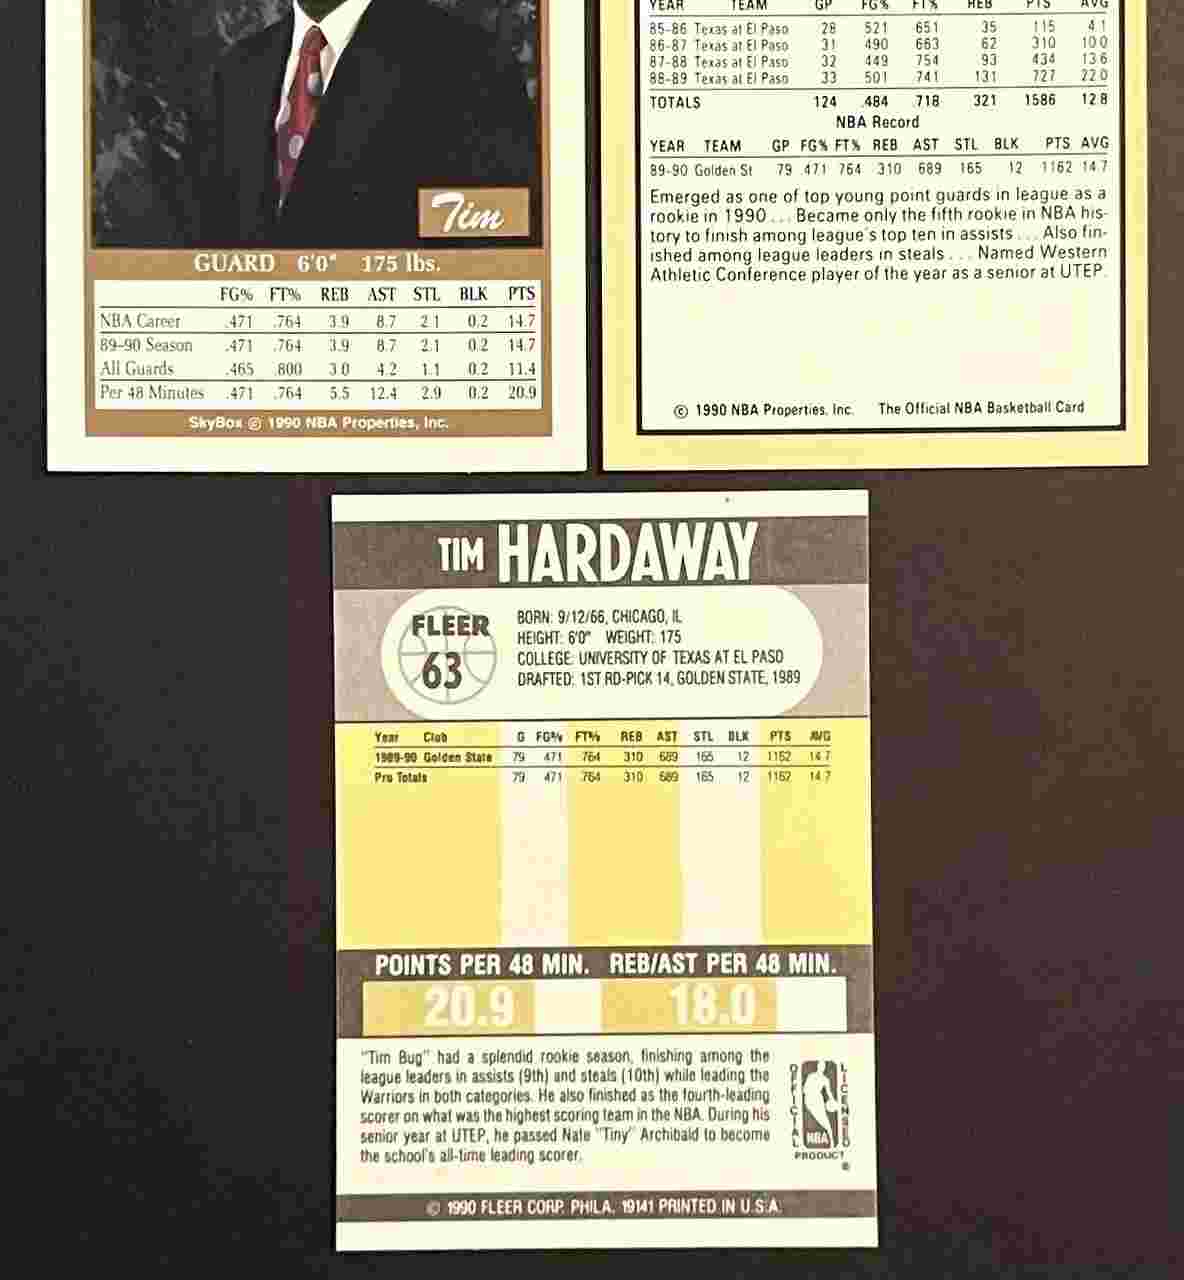 Tim
GUARD 6'0" 175 lbs.
FG% FT% REB AST STL BLK PTS
NBA Career .471 .764 3.9 8.7 2.1 0.2 14.7
89-90 Season .471 .764 3.9 8.7 2.1 0.2 14.7
All Guards .465 .800 3.0 4.2 1.1 0.2 11.4
Per 48 Minutes .471 .764 5.5 12.4 2.9 0.2 20.9
SkyBox © 1990 NBA Properties, Inc.
YEAR TEAM GP FG% FT% REB PTS AVG
85-86 Texas at El Paso 28 521 651 35 115 4.1
86-87 Texas at El Paso 31 490 663 62 310 10.0
87-88 Texas at El Paso 32 449 754 93 434 13.6
88-89 Texas at El Paso 33 501 741 131 727 22.0
TOTALS 124 .484 .718 321 1586 12.8
NBA Record
YEAR TEAM GP FG% FT% REB AST STL BLK PTS AVG
89-90 Golden St 79 .471 .764 310 689 165 12 1162 14.7
Emerged as one of top young point guards in league as a
rookie in 1990 . . . Became only the fifth rookie in NBA his-
tory to finish among league's top ten in assists . . . Also fin-
ished among league leaders in steals . . . Named Western
Athletic Conference player of the year as a senior at UTEP.
© 1990 NBA Properties, Inc. The Official NBA Basketball Card
TIM HARDAWAY
FLEER
63
BORN: 9/12/66, CHICAGO, IL
HEIGHT: 6'0" WEIGHT: 175
COLLEGE: UNIVERSITY OF TEXAS AT EL PASO
DRAFTED: 1ST RD-PICK 14, GOLDEN STATE, 1989
Year Club G FG% FT% REB AST STL BLK PTS AVG
1989-90 Golden State 79 .471 .764 310 689 165 12 1162 14.7
Pro Totals 79 .471 .764 310 689 165 12 1162 14.7
POINTS PER 48 MIN. REB/AST PER 48 MIN.
20.9 18.0
"Tim Bug" had a splendid rookie season, finishing among the
league leaders in assists (9th) and steals (10th) while leading the
Warriors in both categories. He also finished as the fourth-leading
scorer on what was the highest scoring team in the NBA. During his
senior year at UTEP, he passed Nate "Tiny" Archibald to become
the school's all-time leading scorer.
OFFICIAL LICENSED
NBA
PRODUCT
®
© 1990 FLEER CORP. PHILA. 19141 PRINTED IN U.S.A.